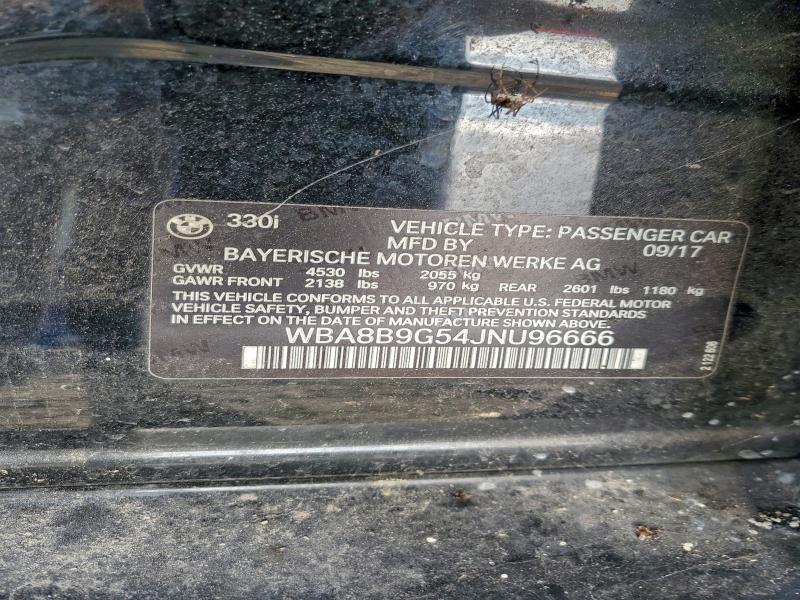 330i VEHICLE TYPE: PASSENGER CAR
MFD BY 09/17
BAYERISCHE MOTOREN WERKE AG
GVWR 4530 lbs 2055 kg
GAWR FRONT 2138 lbs 970 kg REAR 2601 lbs 1180 kg
THIS VEHICLE CONFORMS TO ALL APPLICABLE U.S. FEDERAL MOTOR
VEHICLE SAFETY, BUMPER AND THEFT PREVENTION STANDARDS
IN EFFECT ON THE DATE OF MANUFACTURE SHOWN ABOVE
WBA8B9G54JNU96666